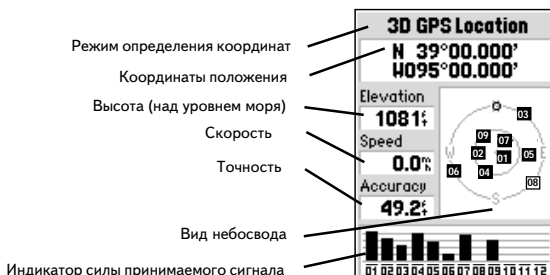 3D GPS Location
Режим определения координат
N 39°00.000'
W095°00.000'
Координаты положения
Elevation
Высота (над уровнем моря)
1081ft
Speed
Скорость
0.0
Accuracy
Точность
49.2ft
03
09 07
W 02 01 05 E
06 04
08
S
Вид небосвода
Индикатор силы принимаемого сигнала
01 02 03 04 05 06 07 08 09 10 11 12